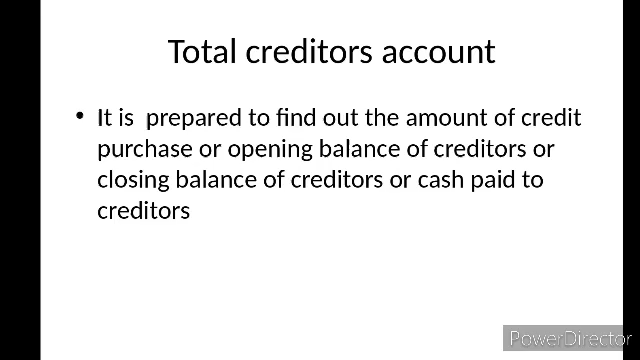 Total creditors account
• It is  prepared to find out the amount of credit
purchase or opening balance of creditors or
closing balance of creditors or cash paid to
creditors
PowerDirector